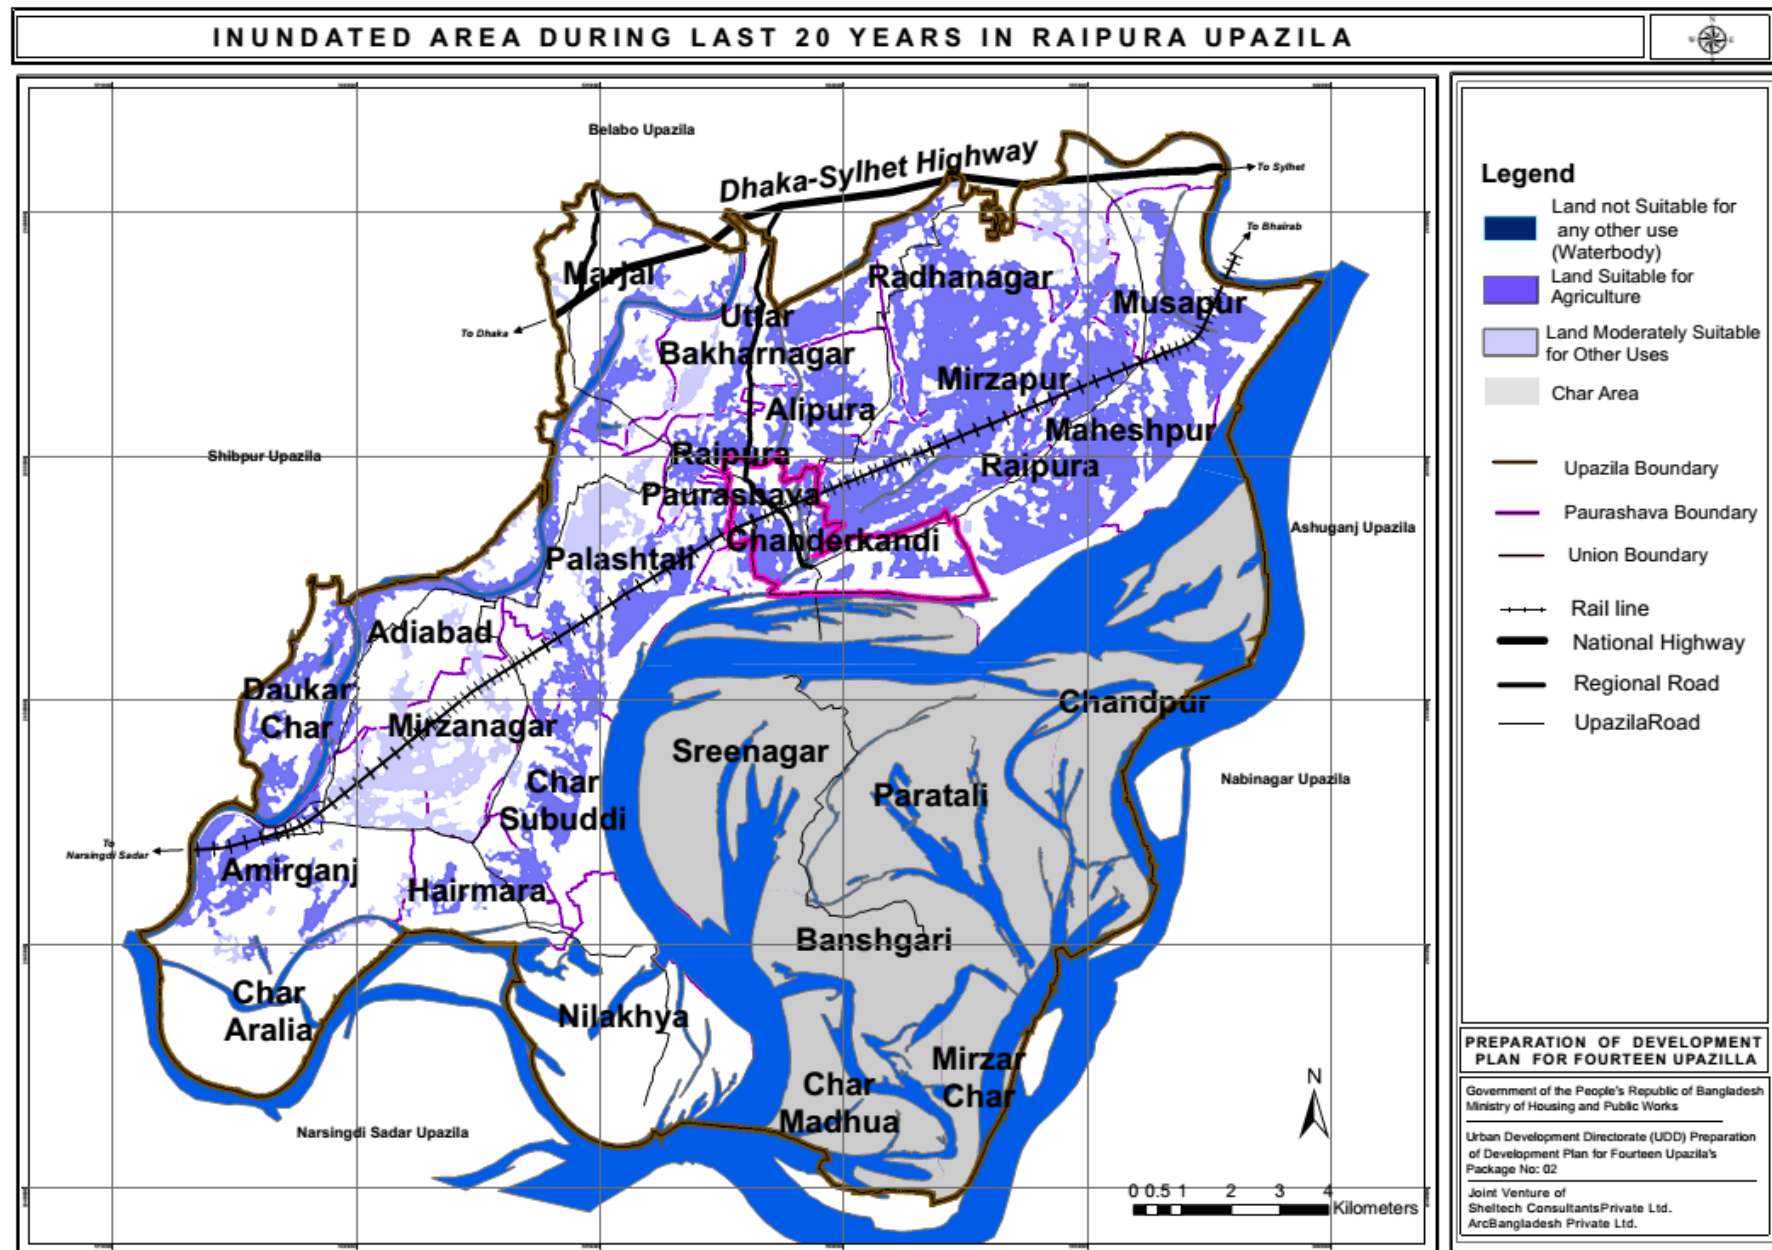 INUNDATED AREA DURING LAST 20 YEARS IN RAIPURA UPAZILA
N
W
E
Belabo Upazila
Dhaka-Sylhet Highway
To Sylhet
To Bhairab
Marjal
Radhanagar
Musapur
To Dhaka
Uttar
Bakharnagar
Mirzapur
Alipura
Maheshpur
Shibpur Upazila
Raipura
Raipura
Paurashava
Ashuganj Upazila
Chanderkandi
Palashtali
Adiabad
Daukar
Char
Mirzanagar
Chandpur
Sreenagar
Char
Subuddi
Paratali
Nabinagar Upazila
To
Narsingdi Sadar
Amirganj
Hairmara
Banshgari
Char
Aralia
Nilakhya
Mirzar
Char
Char
Madhua
Narsingdi Sadar Upazila
N
0 0.5 1 2 3 4
Kilometers
Legend
Land not Suitable for
any other use
(Waterbody)
Land Suitable for
Agriculture
Land Moderately Suitable
for Other Uses
Char Area
Upazila Boundary
Paurashava Boundary
Union Boundary
Rail line
National Highway
Regional Road
UpazilaRoad
PREPARATION OF DEVELOPMENT
PLAN FOR FOURTEEN UPAZILLA
Government of the People's Republic of Bangladesh
Ministry of Housing and Public Works
Urban Development Directorate (UDD) Preparation
of Development Plan for Fourteen Upazila's
Package No: 02
Joint Venture of
Sheltech ConsultantsPrivate Ltd.
ArcBangladesh Private Ltd.